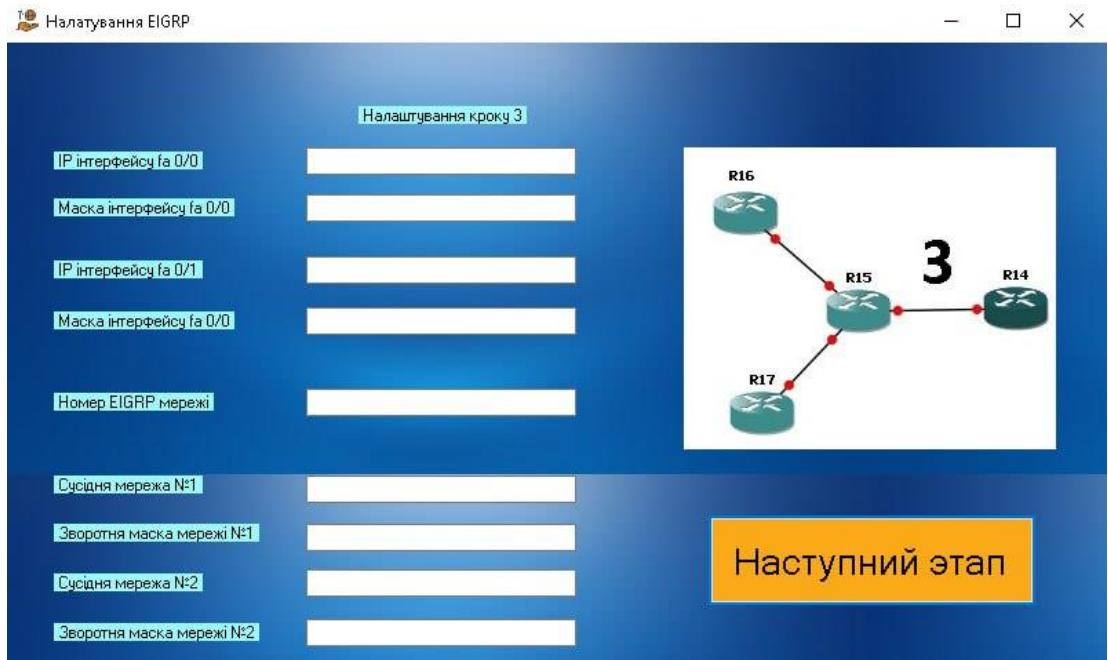 Налатування EIGRP
Налаштування кроку 3
IP інтерфейсу fa 0/0
Маска інтерфейсу fa 0/0
IP інтерфейсу fa 0/1
Маска інтерфейсу fa 0/0
Номер EIGRP мережі
Сусідня мережа №1
Зворотня маска мережі №1
Сусідня мережа №2
Зворотня маска мережі №2
R16
R15
3
R14
R17
Наступний этап